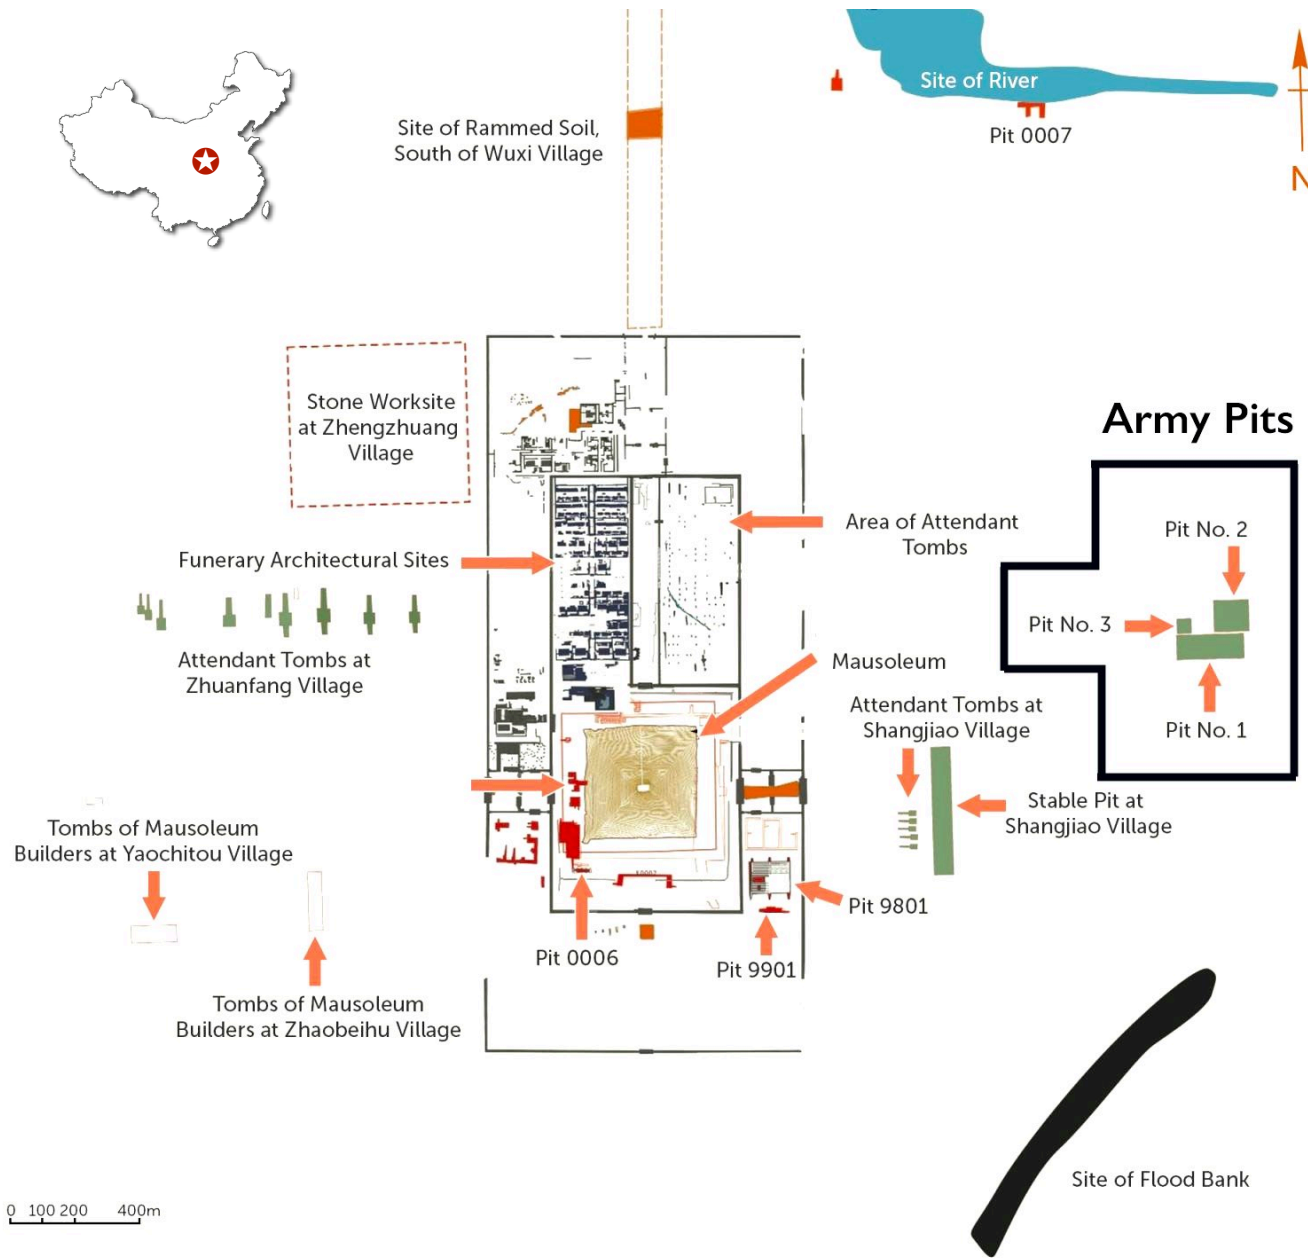 Site of River
Pit 0007
N
Site of Rammed Soil,
South of Wuxi Village
Army Pits
Stone Worksite
at Zhengzhuang
Village
Area of Attendant
Tombs
Pit No. 2
Funerary Architectural Sites
Pit No. 3
Attendant Tombs at
Zhuanfang Village
Mausoleum
Attendant Tombs at
Shangjiao Village
Pit No. 1
Stable Pit at
Shangjiao Village
Tombs of Mausoleum
Builders at Yaochitou Village
Pit 9801
Pit 0006
Pit 9901
Tombs of Mausoleum
Builders at Zhaobeihu Village
Site of Flood Bank
0 100 200 400m